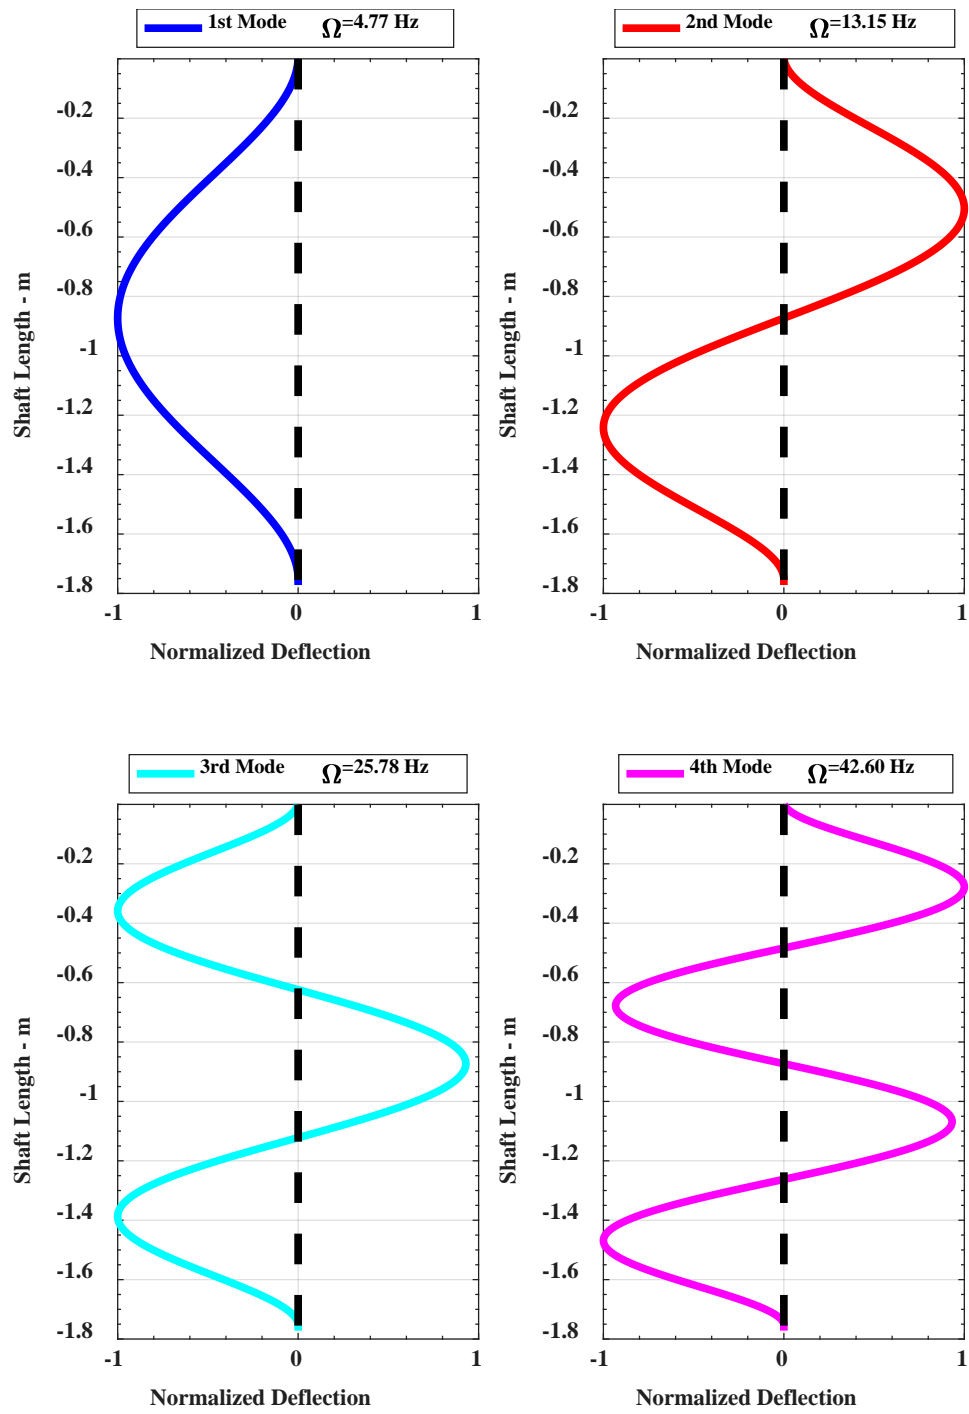 1st Mode Ω=4.77 Hz
-0.2
-0.4
-0.6
-0.8
-1
-1.2
-1.4
-1.6
-1.8
Shaft Length - m
-1 0 1
Normalized Deflection
2nd Mode Ω=13.15 Hz
-0.2
-0.4
-0.6
-0.8
-1
-1.2
-1.4
-1.6
-1.8
Shaft Length - m
-1 0 1
Normalized Deflection
3rd Mode Ω=25.78 Hz
-0.2
-0.4
-0.6
-0.8
-1
-1.2
-1.4
-1.6
-1.8
Shaft Length - m
-1 0 1
Normalized Deflection
4th Mode Ω=42.60 Hz
-0.2
-0.4
-0.6
-0.8
-1
-1.2
-1.4
-1.6
-1.8
Shaft Length - m
-1 0 1
Normalized Deflection